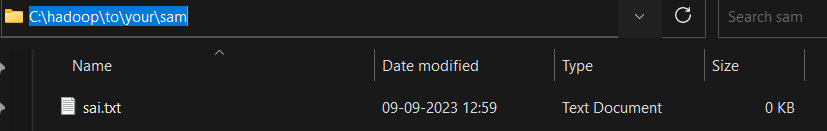 C:\hadoop\to\your\sam Search sam
Name Date modified Type Size
sai.txt 09-09-2023 12:59 Text Document 0 KB